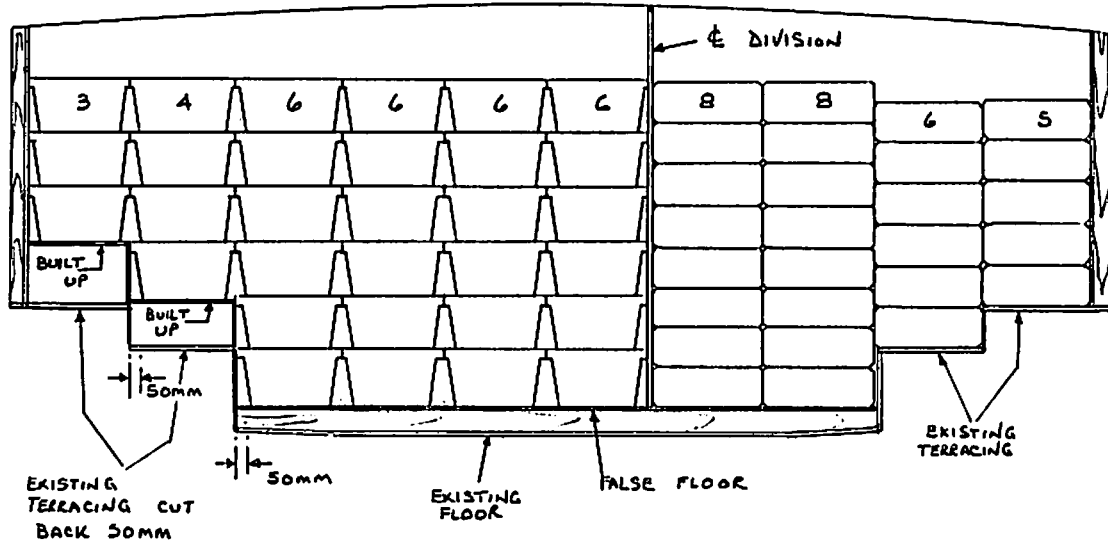 ℄ DIVISION
3 4 6 6 6 6 8 8 6 5
BUILT
UP
BUILT
UP
50MM
50MM
EXISTING
TERRACING CUT
BACK 50MM
EXISTING
FLOOR
FALSE FLOOR
EXISTING
TERRACING